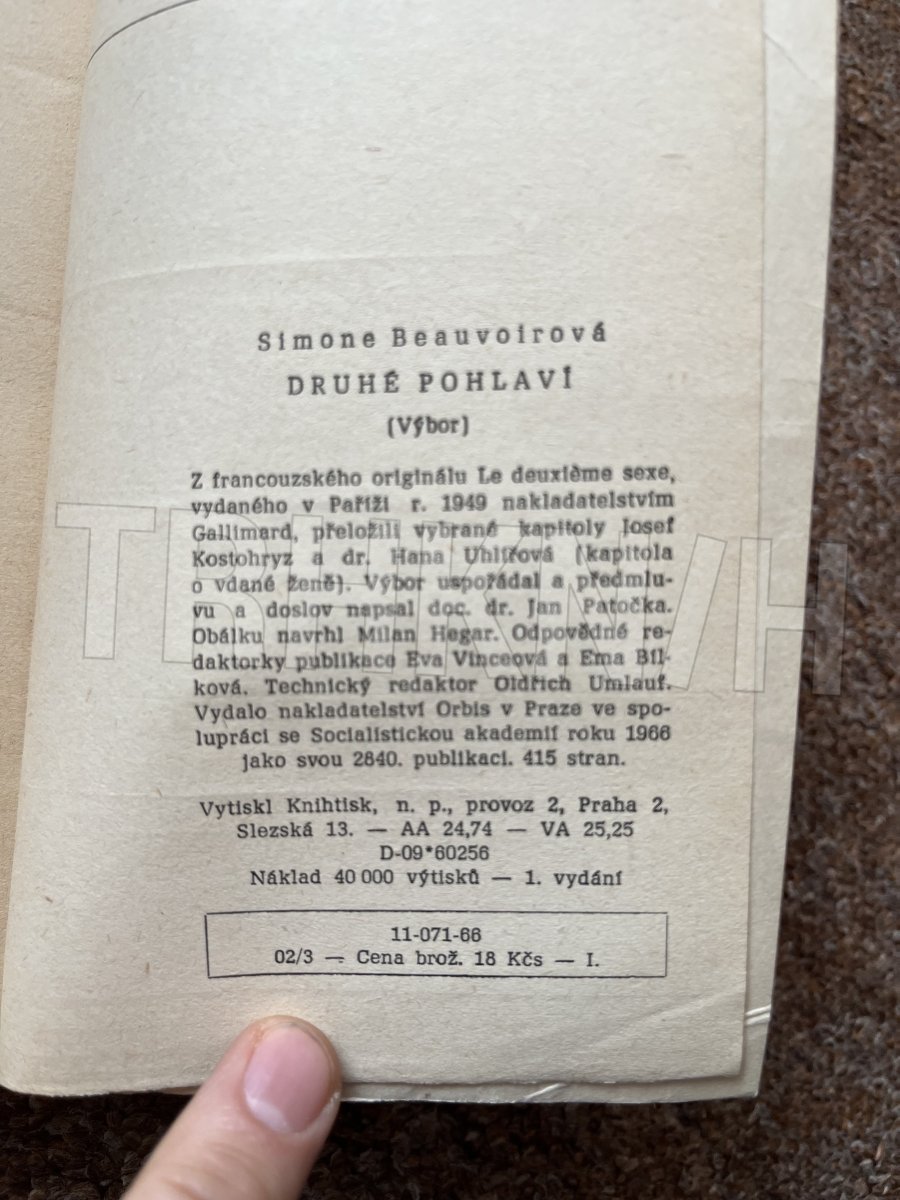 Simone Beauvoirová
DRUHÉ POHLAVÍ
(Výbor)
Z francouzského originálu Le deuxième sexe,
vydaného v Paříži r. 1949 nakladatelstvím
Gallimard, přeložili vybrané kapitoly Josef
Kostohryz a dr. Hana Uhlířová (kapitola
o vdané ženě). Výbor uspořádal a předmlu-
vu a doslov napsal doc. dr. Jan Patočka.
Obálku navrhl Milan Hegar. Odpovědné re-
daktorky publikace Eva Vinceová a Ema Bíl-
ková. Technický redaktor Oldřich Umlauf.
Vydalo nakladatelství Orbis v Praze ve spo-
lupráci se Socialistickou akademií roku 1966
jako svou 2840. publikaci. 415 stran.
Vytiskl Knihtisk, n. p., provoz 2, Praha 2,
Slezská 13. — AA 24,74 — VA 25,25
D-09*60256
Náklad 40 000 výtisků — 1. vydání
11-071-66
02/3 — Cena brož. 18 Kčs — I.